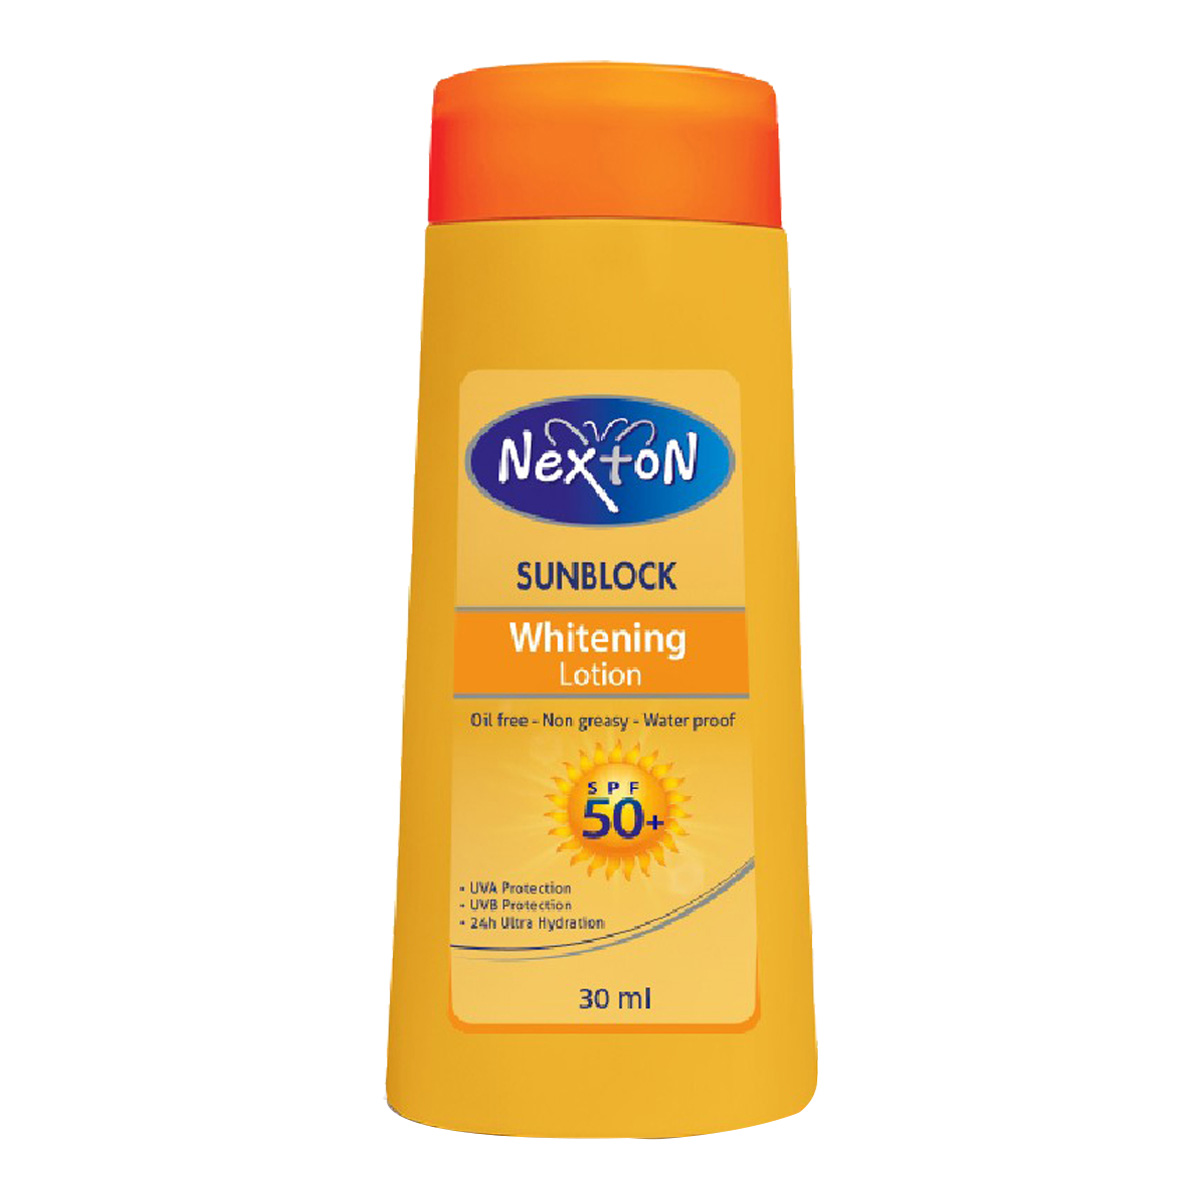 Nexton
SUNBLOCK
Whitening
Lotion
Oil free - Non greasy - Water proof
SPF
50+
• UVA Protection
• UVB Protection
• 24h Ultra Hydration
30 ml